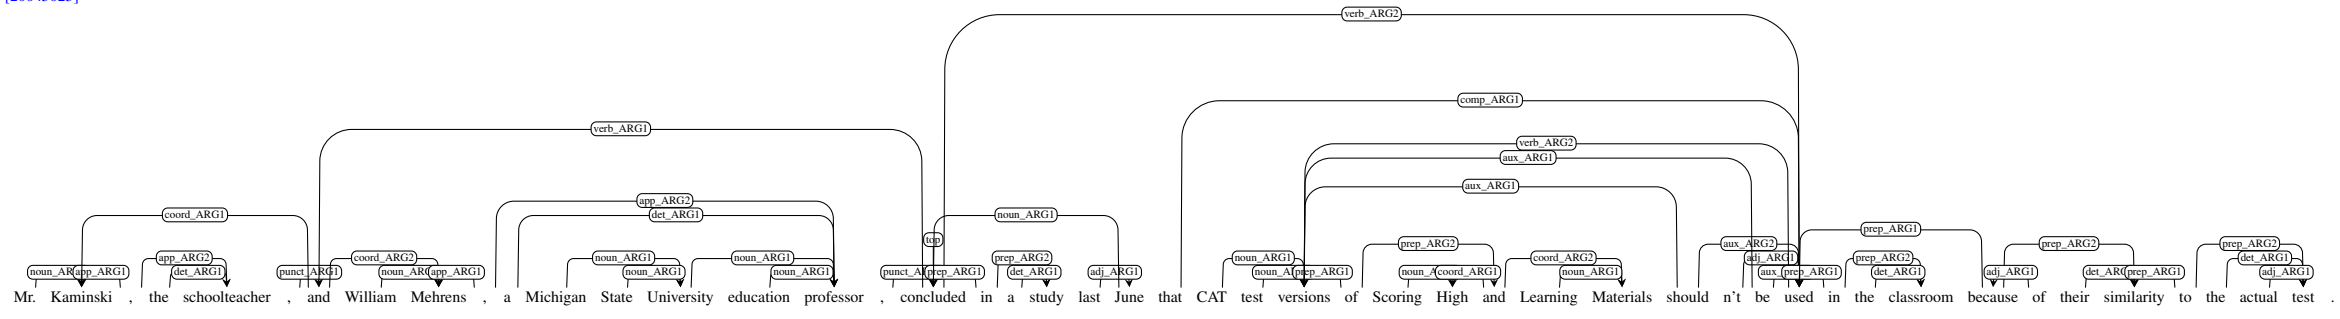 verb_ARG2
comp_ARG1
verb_ARG1
verb_ARG2
aux_ARG1
aux_ARG1
app_ARG2
coord_ARG1 det_ARG1 noun_ARG1
prep_ARG1
top
prep_ARG2 aux_ARG2 prep_ARG2 prep_ARG2
app_ARG2 coord_ARG2 noun_ARG1 noun_ARG1 prep_ARG2 noun_ARG1 coord_ARG2 adj_ARG1 prep_ARG2 det_ARG1
app_ARG1 det_ARG1 punct_ARG1 app_ARG1 noun_ARG1 noun_ARG1 prep_ARG1 det_ARG1 adj_ARG1 prep_ARG1 coord_ARG1 noun_ARG1 prep_ARG1 det_ARG1 adj_ARG1 prep_ARG1 adj_ARG1
Mr. Kaminski , the schoolteacher , and William Mehrens , a Michigan State University education professor , concluded in a study last June that CAT test versions of Scoring High and Learning Materials should n't be used in the classroom because of their similarity to the actual test .